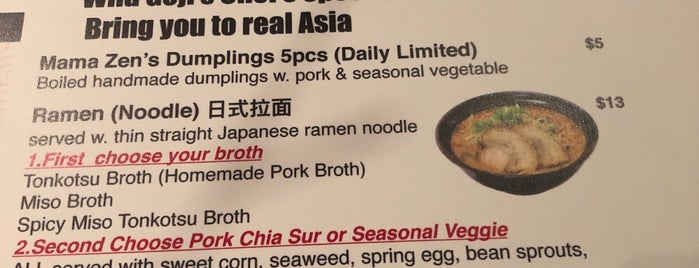 Bring you to real Asia
Mama Zen's Dumplings 5pcs (Daily Limited) $5
Boiled handmade dumplings w. pork & seasonal vegetable
Ramen (Noodle) 日式拉面 $13
served w. thin straight Japanese ramen noodle
1.First choose your broth
Tonkotsu Broth (Homemade Pork Broth)
Miso Broth
Spicy Miso Tonkotsu Broth
2.Second Choose Pork Chia Sur or Seasonal Veggie
ALL served with sweet corn, seaweed, spring egg, bean sprouts,